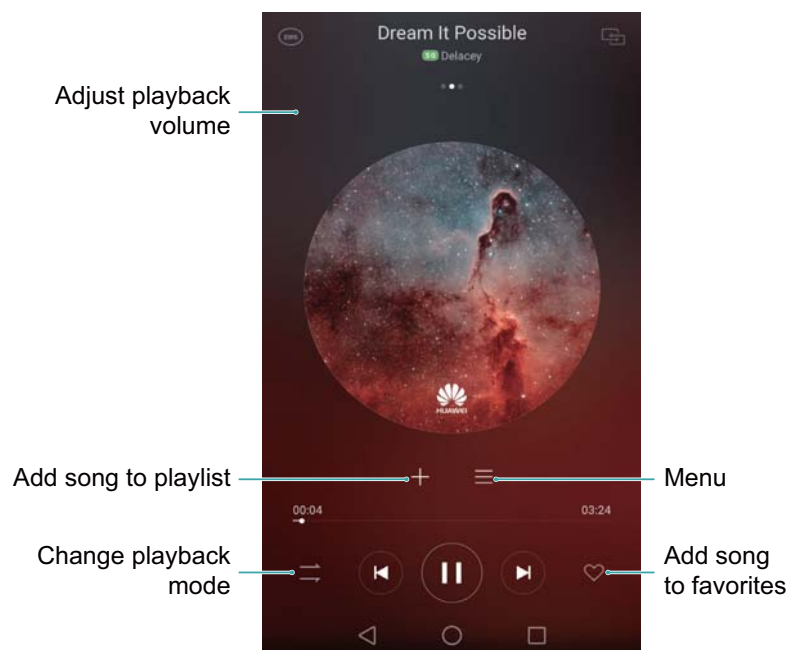 Dream It Possible
SQ Delacey
Adjust playback
volume
HUAWEI
Add song to playlist
Menu
00:04
03:24
Change playback
mode
Add song
to favorites